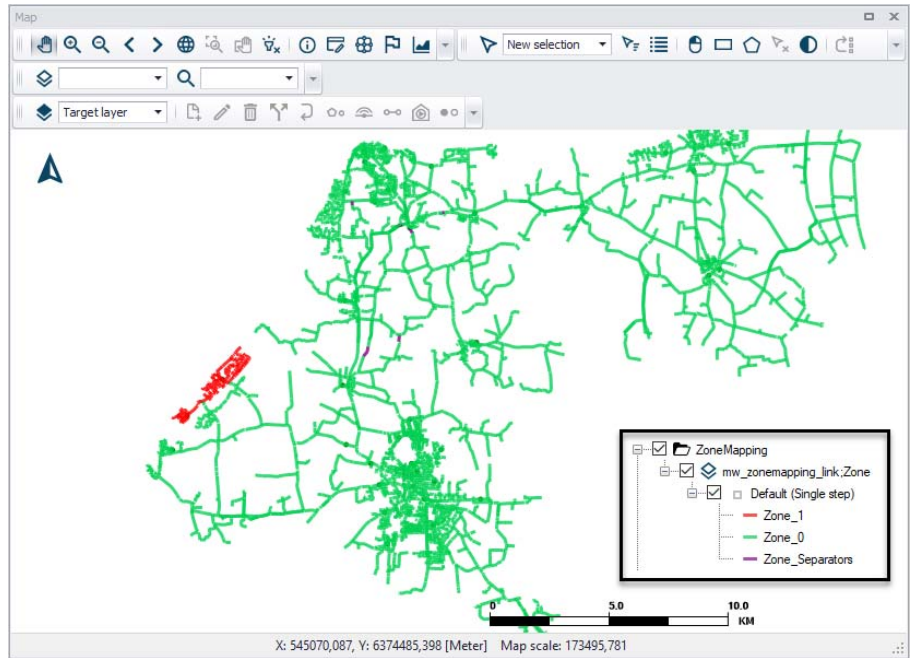 Map
New selection
Target layer
ZoneMapping
mw_zonemapping_link;Zone
Default (Single step)
Zone_1
Zone_0
Zone_Separators
0 5.0 10.0
KM
X: 545070,087, Y: 6374485,398 [Meter] Map scale: 173495,781